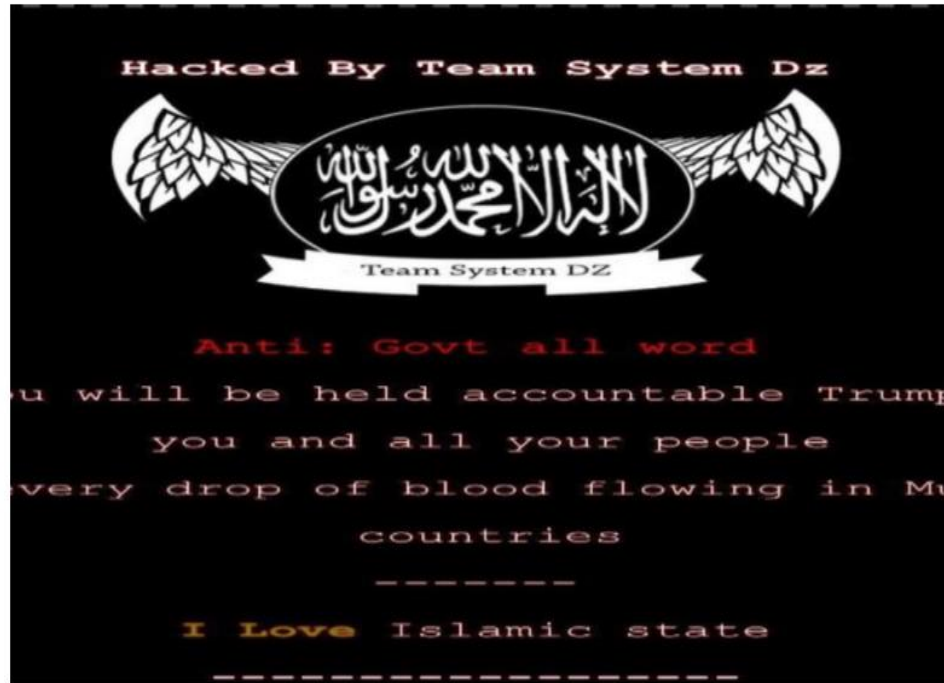 Hacked By Team System Dz
لا إله إلا الله محمد رسول الله
Team System DZ
Anti: Govt all word
will be held accountable Trump
you and all your people
drop of blood flowing in
countries
-------
I Love Islamic state
------------------